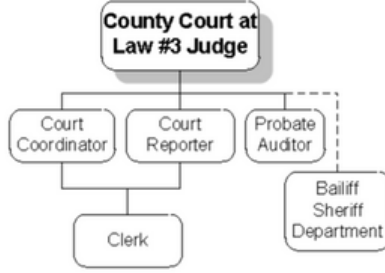 County Court at
Law #3 Judge
Court
Coordinator
Court
Reporter
Probate
Auditor
Bailiff
Sheriff
Department
Clerk